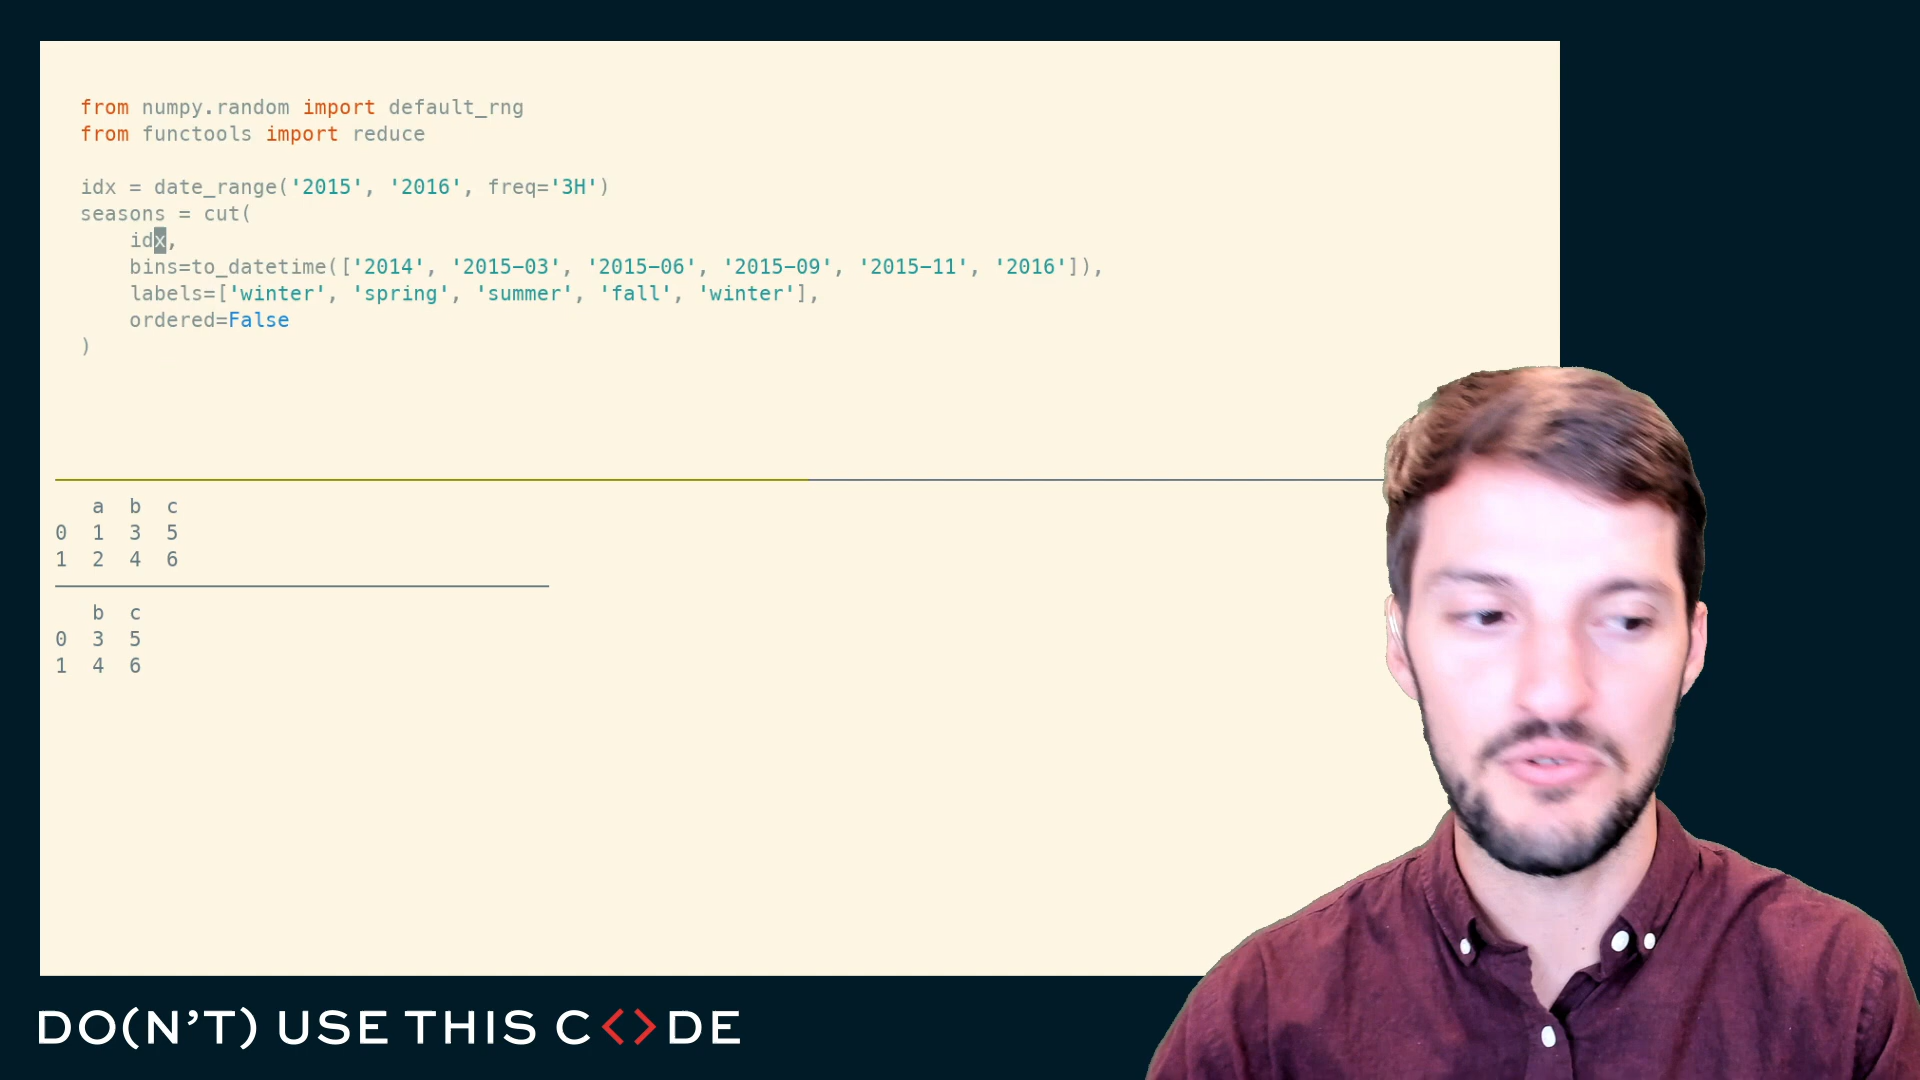 from numpy.random import default_rng
from functools import reduce
idx = date_range('2015', '2016', freq='3H')
seasons = cut(
    idx,
    bins=to_datetime(['2014', '2015-03', '2015-06', '2015-09', '2015-11', '2016']),
    labels=['winter', 'spring', 'summer', 'fall', 'winter'],
    ordered=False
)
   a  b  c
0  1  3  5
1  2  4  6
   b  c
0  3  5
1  4  6
DO(N’T) USE THIS C<>DE